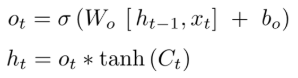 o_t = σ (W_o [h_{t−1}, x_t] + b_o)
h_t = o_t * tanh (C_t)